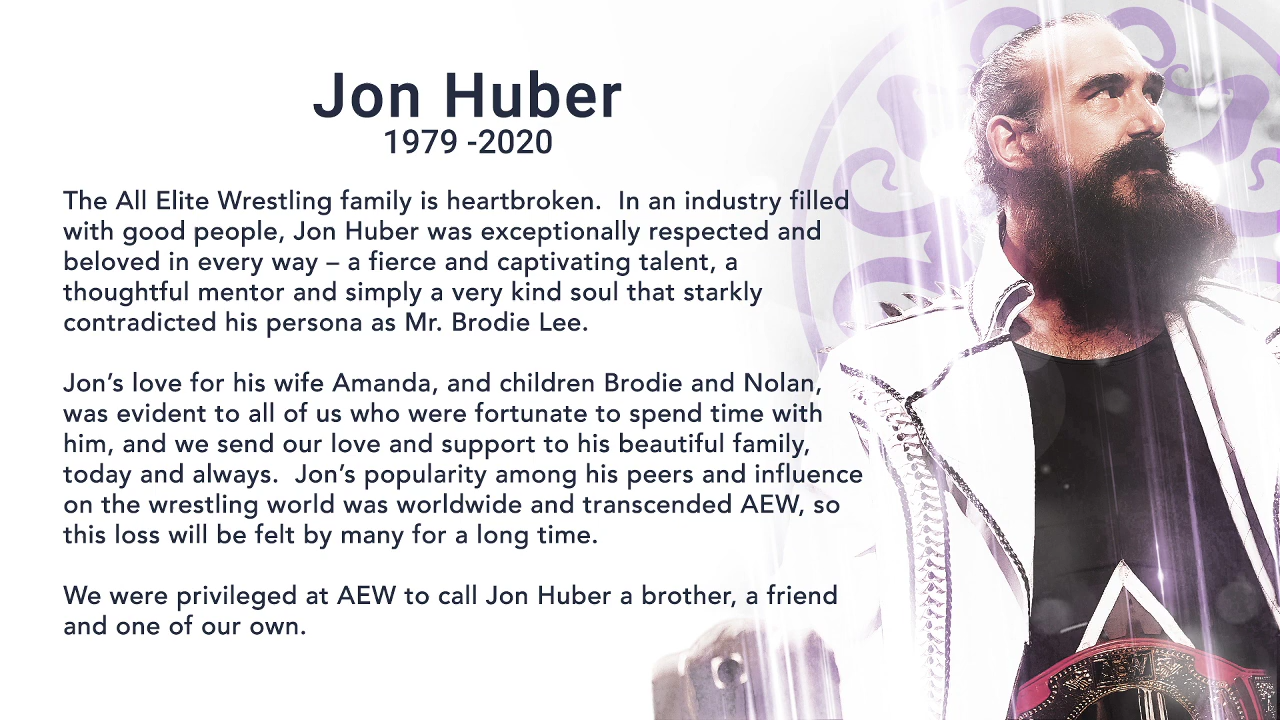 Jon Huber
1979 -2020
The All Elite Wrestling family is heartbroken.  In an industry filled
with good people, Jon Huber was exceptionally respected and
beloved in every way – a fierce and captivating talent, a
thoughtful mentor and simply a very kind soul that starkly
contradicted his persona as Mr. Brodie Lee.
Jon’s love for his wife Amanda, and children Brodie and Nolan,
was evident to all of us who were fortunate to spend time with
him, and we send our love and support to his beautiful family,
today and always.  Jon’s popularity among his peers and influence
on the wrestling world was worldwide and transcended AEW, so
this loss will be felt by many for a long time.
We were privileged at AEW to call Jon Huber a brother, a friend
and one of our own.